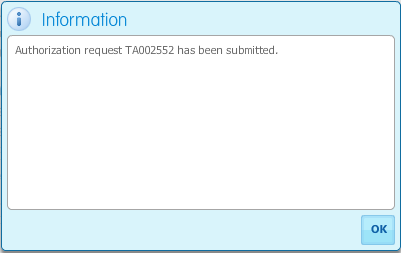 Information
Authorization request TA002552 has been submitted.
OK